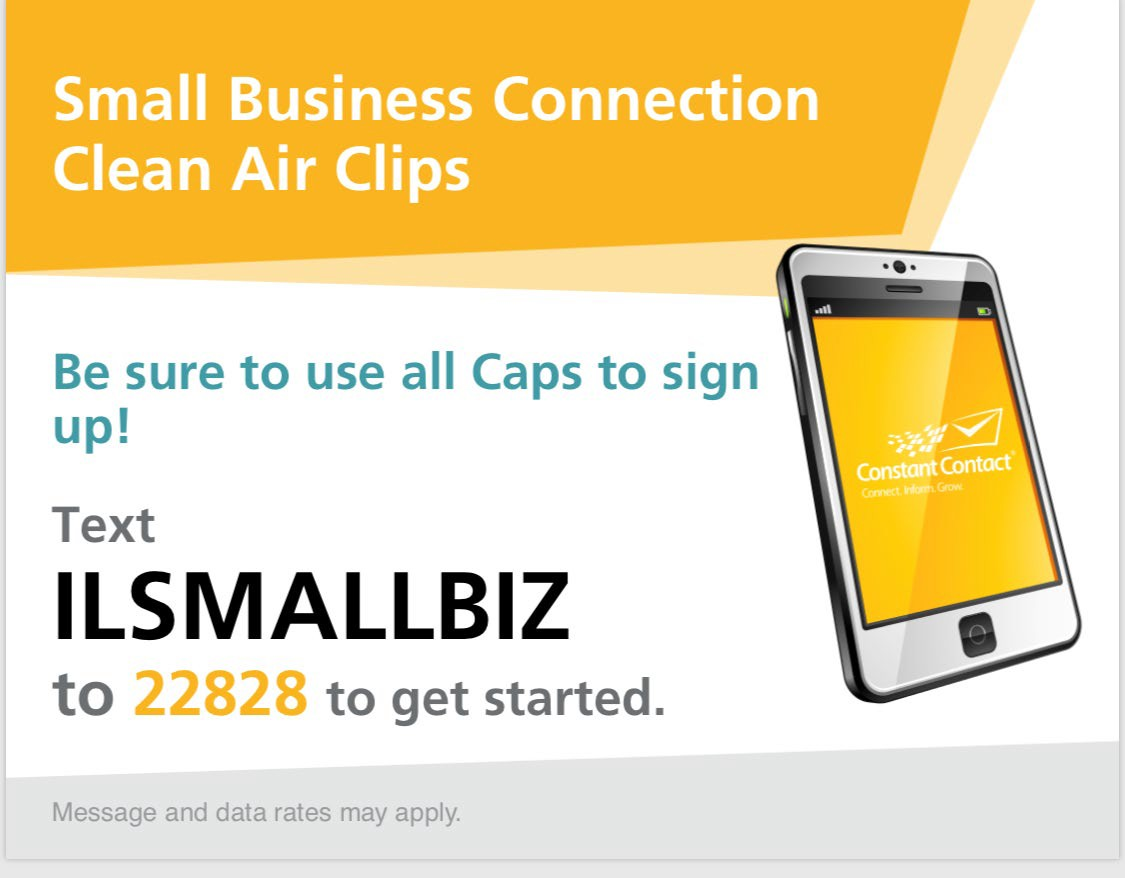 Small Business Connection
Clean Air Clips
Be sure to use all Caps to sign
up!
Text
ILSMALLBIZ
to 22828 to get started.
Constant Contact®
Connect. Inform. Grow.
Message and data rates may apply.